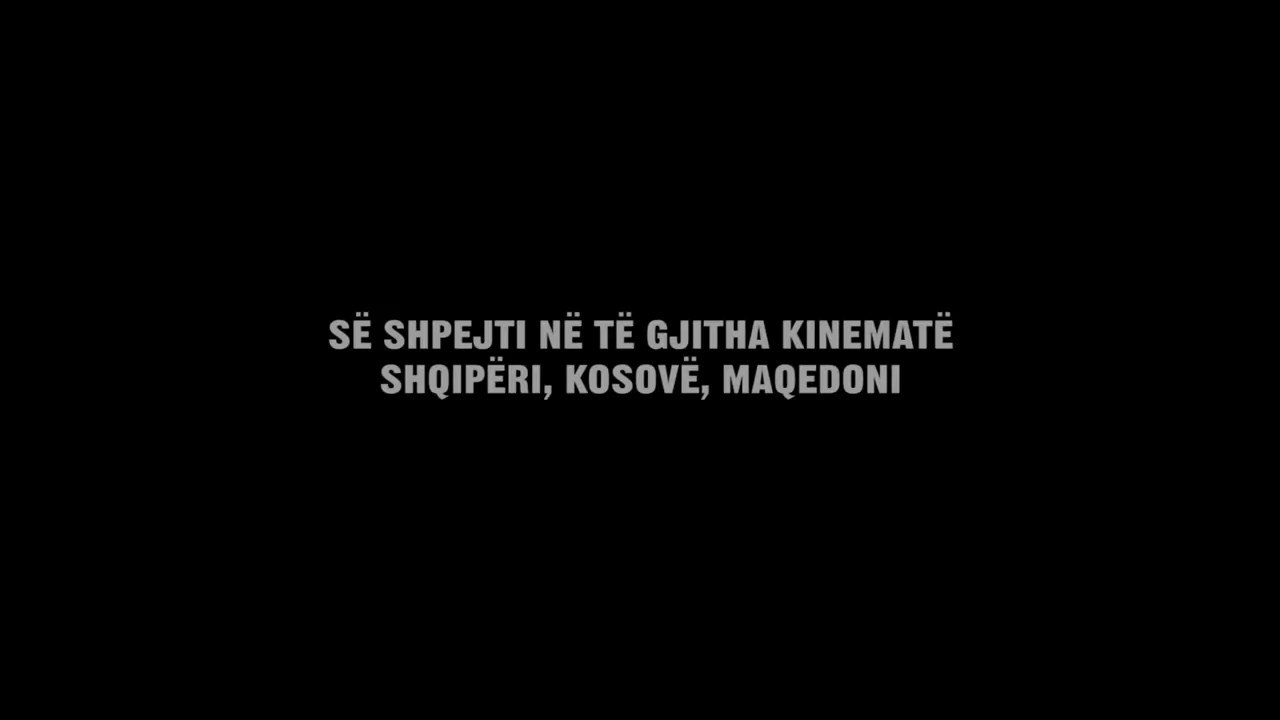 SË SHPEJTI NË TË GJITHA KINEMATË
SHQIPËRI, KOSOVË, MAQEDONI